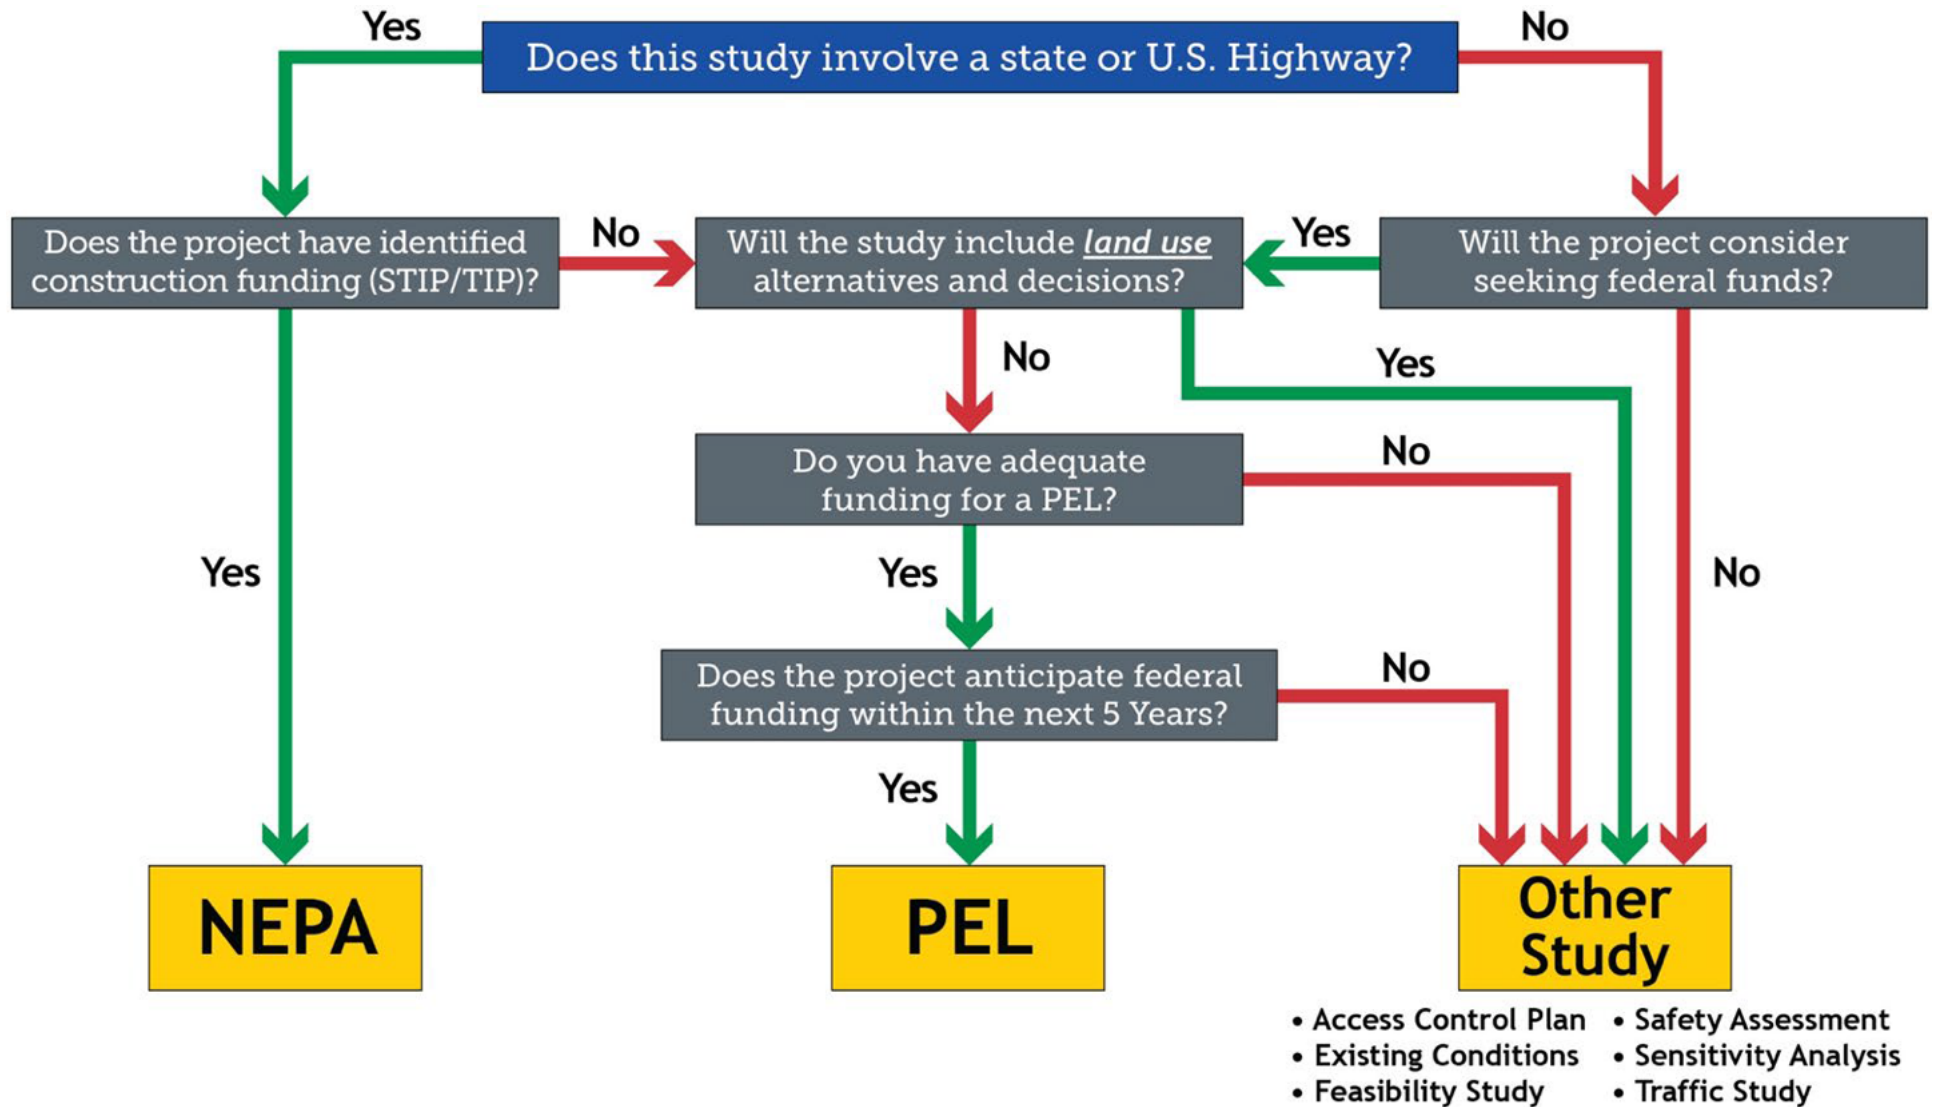 Yes
Does this study involve a state or U.S. Highway?
No
Does the project have identified
construction funding (STIP/TIP)?
No
Will the study include land use
alternatives and decisions?
Yes
Will the project consider
seeking federal funds?
No
Yes
Do you have adequate
funding for a PEL?
No
Yes
Yes
No
Does the project anticipate federal
funding within the next 5 Years?
No
Yes
NEPA
PEL
Other
Study
• Access Control Plan
• Existing Conditions
• Feasibility Study
• Safety Assessment
• Sensitivity Analysis
• Traffic Study